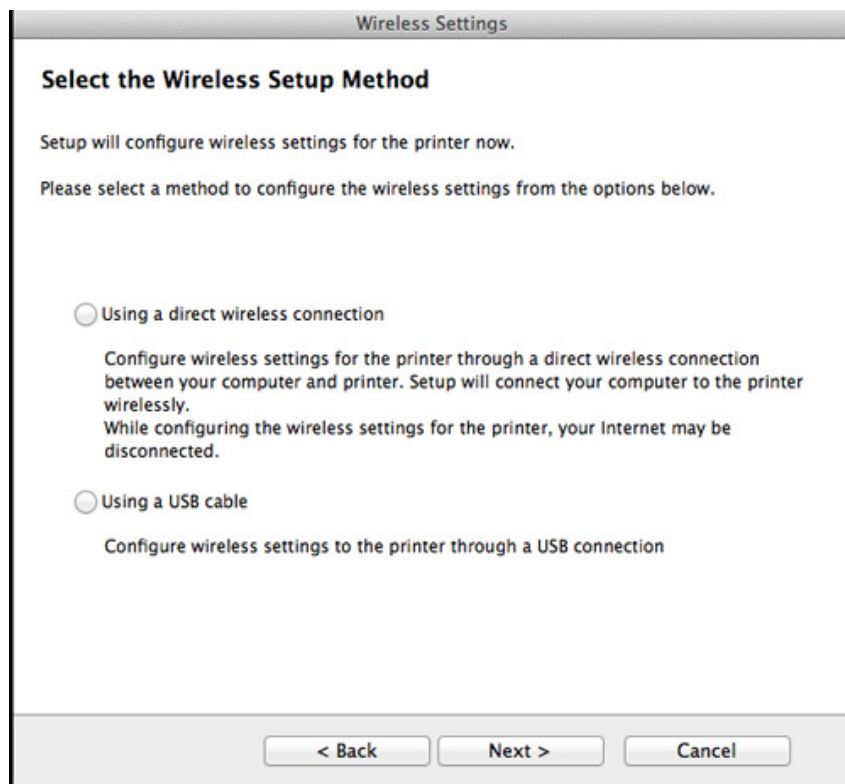 Wireless Settings
Select the Wireless Setup Method
Setup will configure wireless settings for the printer now.
Please select a method to configure the wireless settings from the options below.
Using a direct wireless connection
Configure wireless settings for the printer through a direct wireless connection
between your computer and printer. Setup will connect your computer to the printer
wirelessly.
While configuring the wireless settings for the printer, your Internet may be
disconnected.
Using a USB cable
Configure wireless settings to the printer through a USB connection
< Back
Next >
Cancel